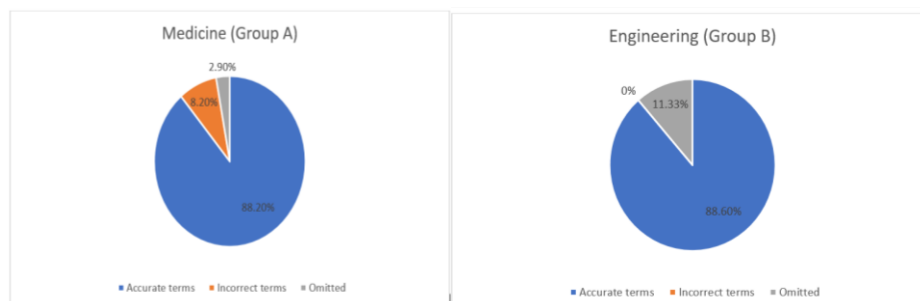 Medicine (Group A)
2.90%
8.20%
88.20%
Accurate terms Incorrect terms Omitted
Engineering (Group B)
0%
11.33%
88.60%
Accurate terms Incorrect terms Omitted